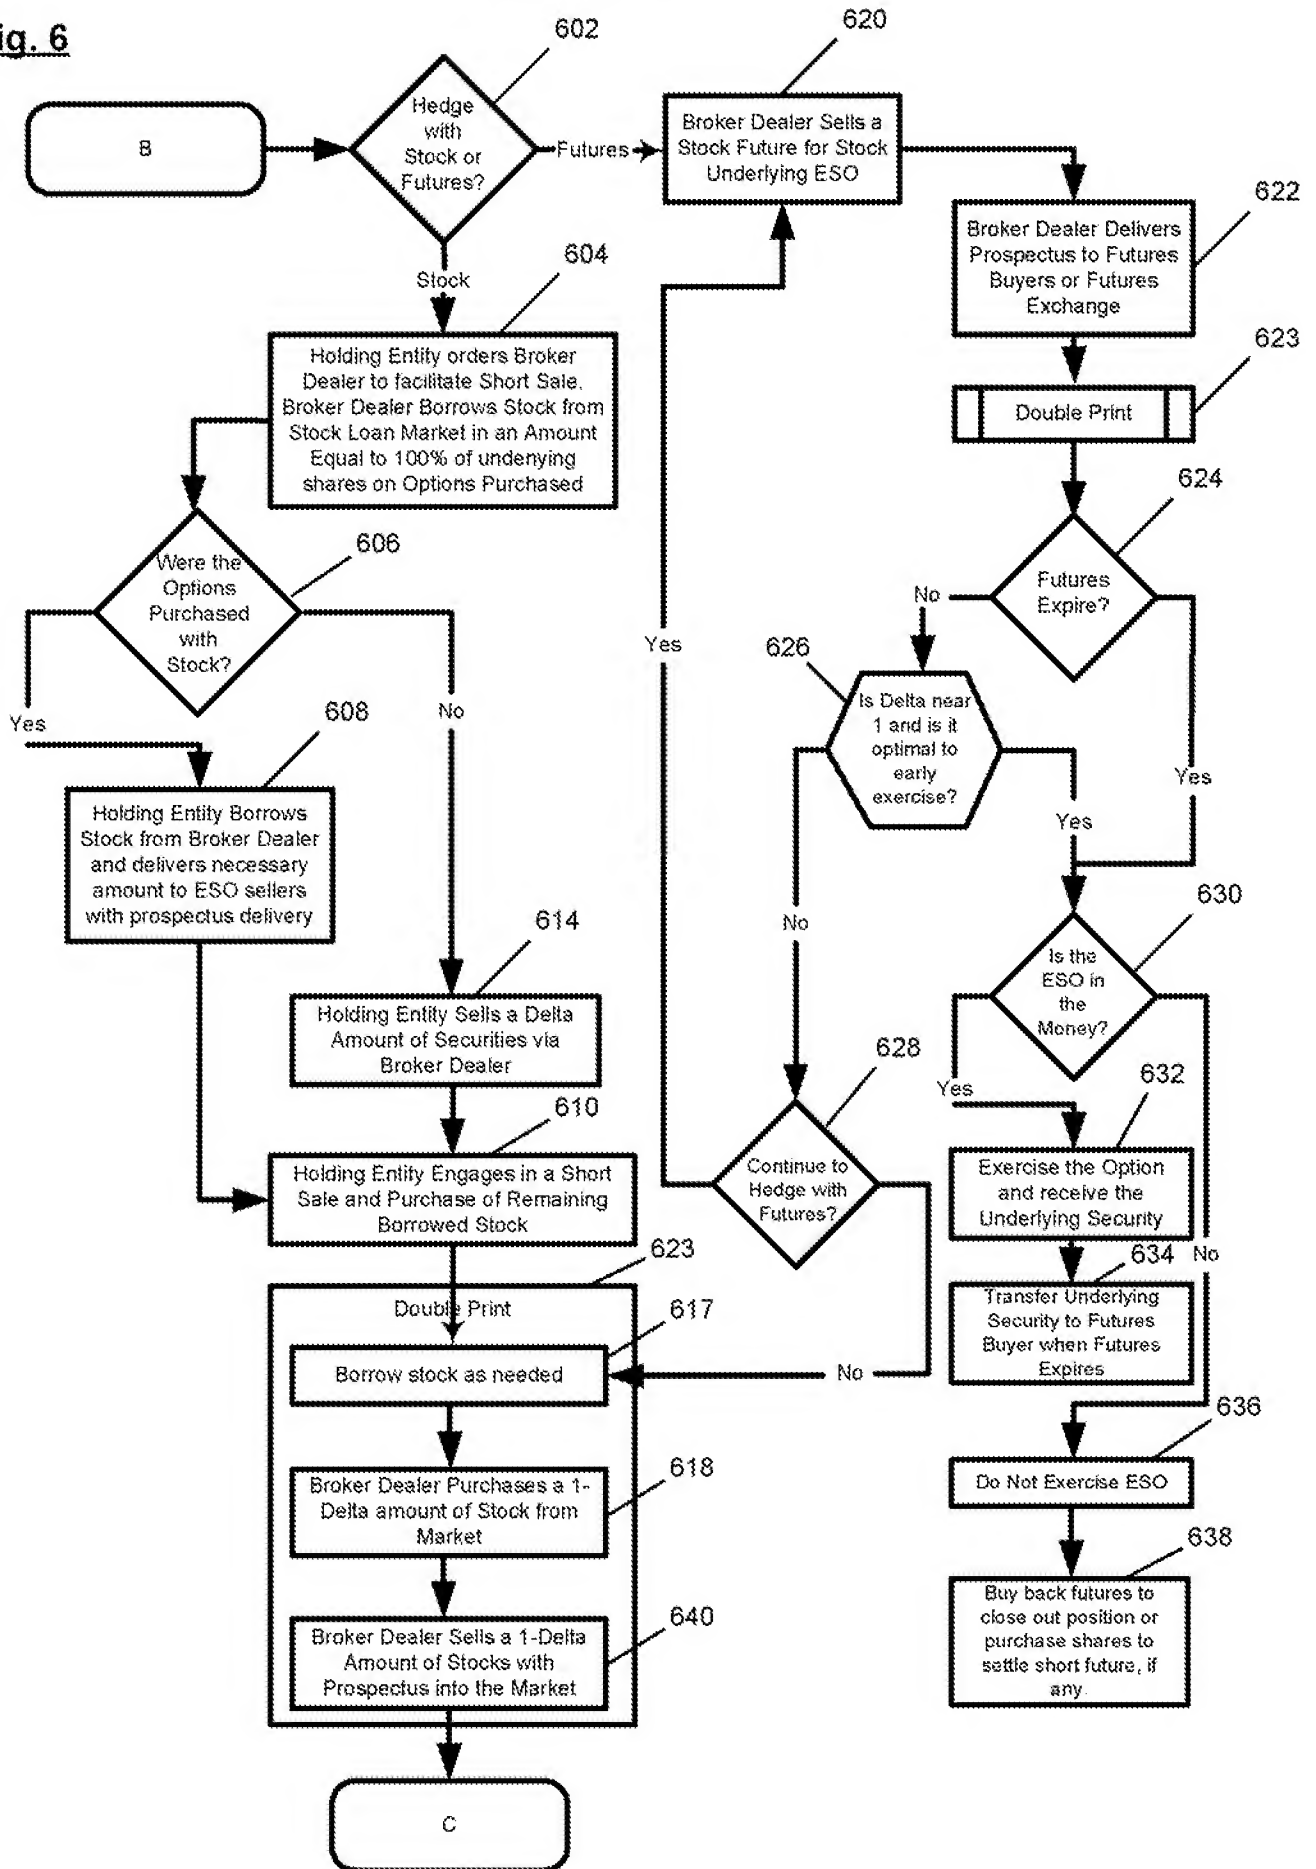 ig. 6
602
620
B
Hedge
with
Stock or
Futures?
Futures
Broker Dealer Sells a
Stock Future for Stock
Underlying ESO
622
Broker Dealer Delivers
Prospectus to Futures
Buyers or Futures
Exchange
Stock
604
Holding Entity orders Broker
Dealer to facilitate Short Sale.
Broker Dealer Borrows Stock from
Stock Loan Market in an Amount
Equal to 100% of undenying
shares on Options Purchased
623
Double Print
624
Futures
Expire?
606
Were the
Options
Purchased
with
Stock?
No
Yes
626
Is Delta near
1 and is it
optimal to
early
exercise?
Yes
No
608
Yes
Yes
No
Holding Entity Borrows
Stock from Broker Dealer
and delivers necessary
amount to ESO sellers
with prospectus delivery
614
Holding Entity Sells a Delta
Amount of Securities via
Broker Dealer
630
Is the
ESO in
the
Money?
628
Continue to
Hedge with
Futures?
Yes
632
Exercise the Option
and receive the
Underlying Security
No
610
Holding Entity Engages in a Short
Sale and Purchase of Remaining
Borrowed Stock
634
Transfer Underlying
Security to Futures
Buyer when Futures
Expires
623
Double Print
617
Borrow stock as needed
No
636
Do Not Exercise ESO
618
Broker Dealer Purchases a 1-
Delta amount of Stock from
Market
638
Buy back futures to
close out position or
purchase shares to
settle short future, if
any.
640
Broker Dealer Sells a 1-Delta
Amount of Stocks with
Prospectus into the Market
C